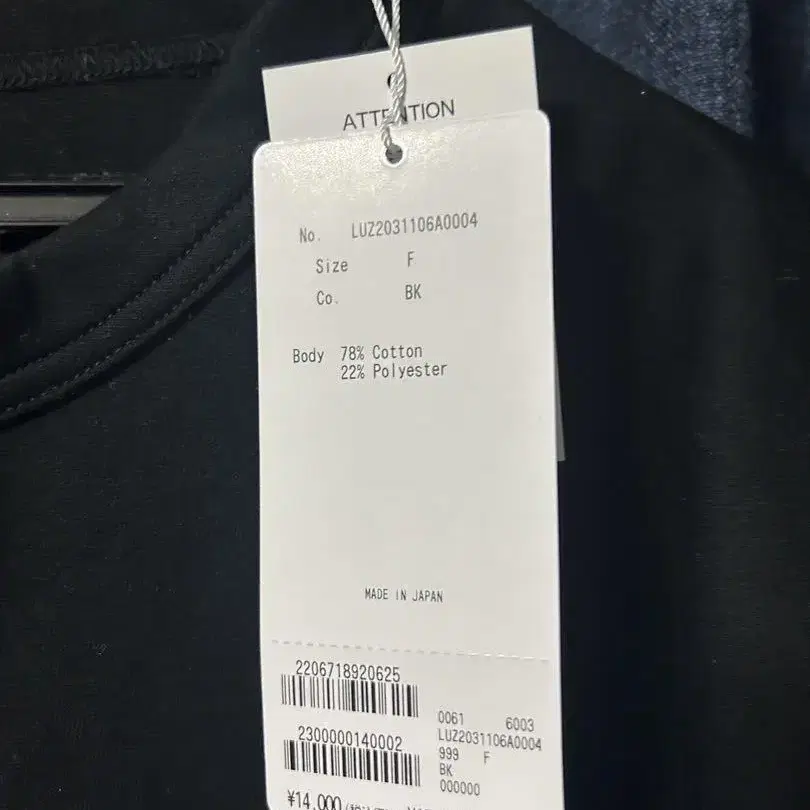 ATTENTION
No. LUZ2031106A0004
Size F
Co. BK
Body 78% Cotton
22% Polyester
MADE IN JAPAN
2206718920625
2300000140002
0061 6003
LUZ2031106A0004
999 F
BK
000000
¥14,000